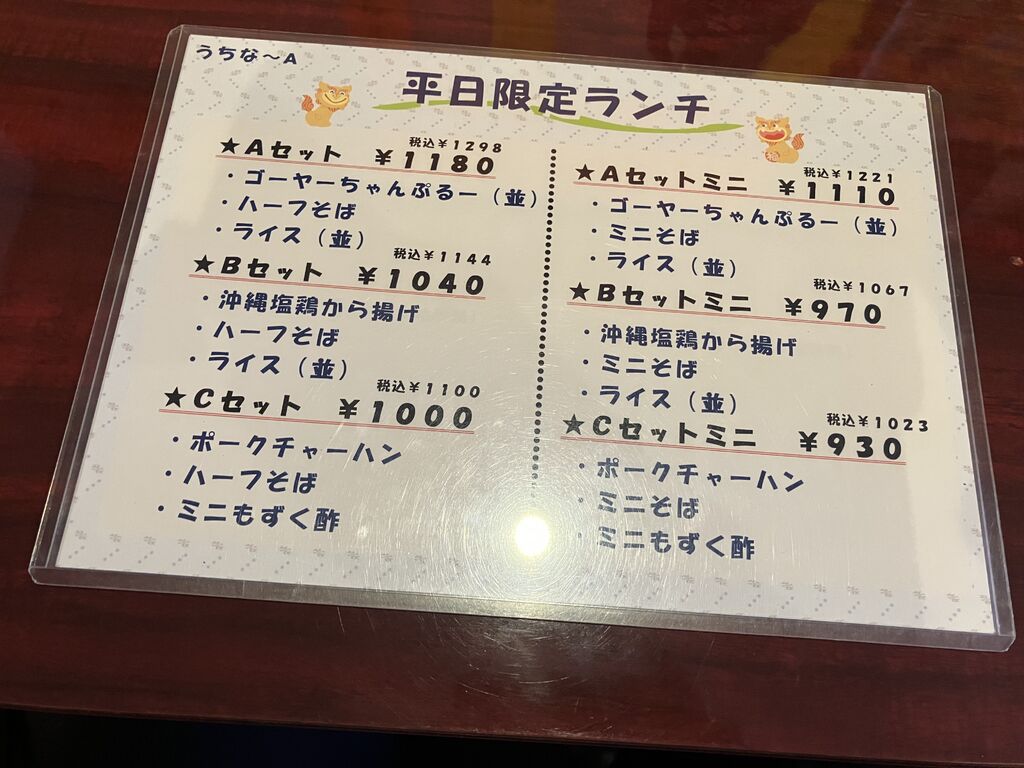 うちな〜A
平日限定ランチ
税込¥1298
★Aセット ¥1180
・ゴーヤーちゃんぷるー（並）
・ハーフそば
・ライス（並）
税込¥1144
★Bセット ¥1040
・沖縄塩鶏から揚げ
・ハーフそば
・ライス（並）
税込¥1100
★Cセット ¥1000
・ポークチャーハン
・ハーフそば
・ミニもずく酢
税込¥1221
★Aセットミニ ¥1110
・ゴーヤーちゃんぷるー（並）
・ミニそば
・ライス（並）
税込¥1067
★Bセットミニ ¥970
・沖縄塩鶏から揚げ
・ミニそば
・ライス（並）
税込¥1023
★Cセットミニ ¥930
・ポークチャーハン
・ミニそば
・ミニもずく酢